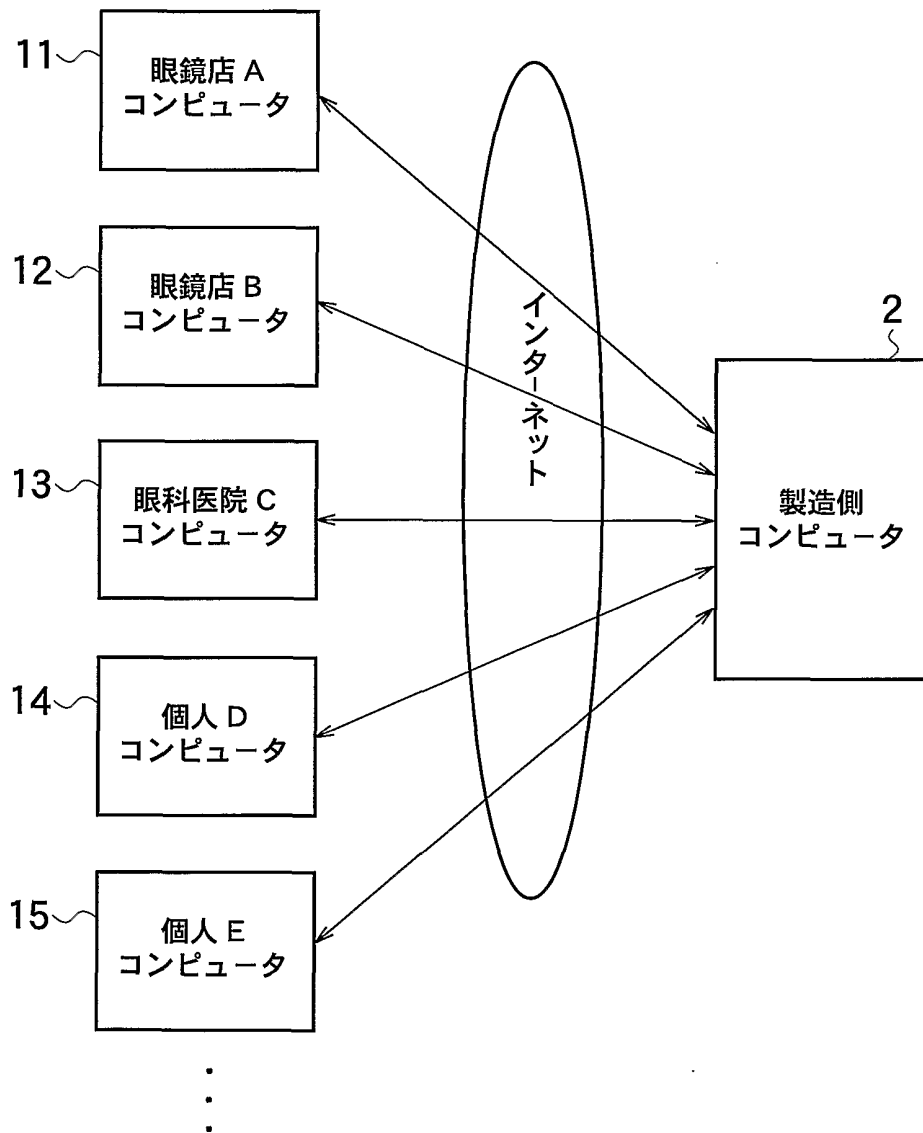 11
眼鏡店 A
コンピュータ
12
眼鏡店 B
コンピュータ
13
眼科医院 C
コンピュータ
14
個人 D
コンピュータ
15
個人 E
コンピュータ
インターネット
2
製造側
コンピュータ